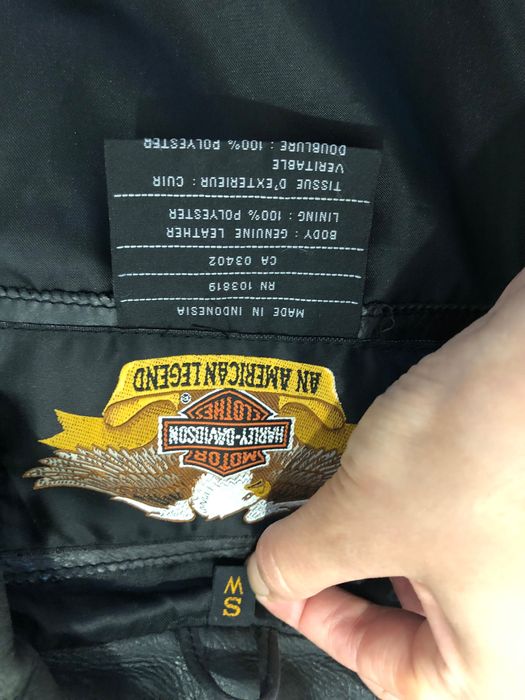 S
W
MOTOR
HARLEY-DAVIDSON
CLOTHES
®
AN AMERICAN LEGEND
MADE IN INDONESIA
RN 103819
CA 03402
BODY : GENUINE LEATHER
LINING : 100% POLYESTER
TISSUE D'EXTERIEUR : CUIR
VERITABLE
DOUBLURE : 100% POLYESTER